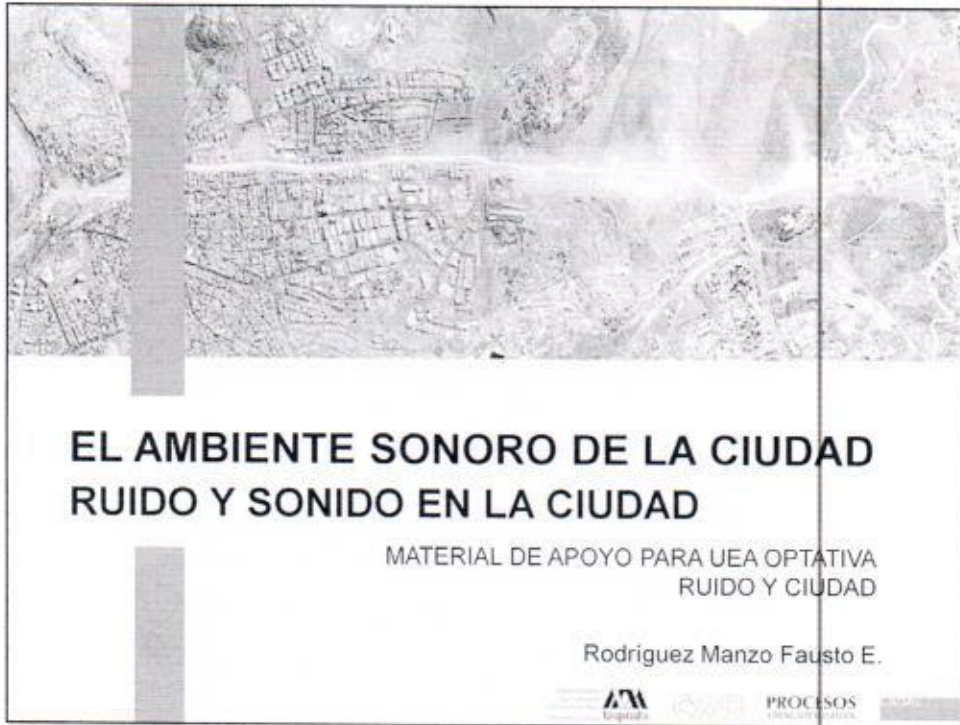 EL AMBIENTE SONORO DE LA CIUDAD
RUIDO Y SONIDO EN LA CIUDAD
MATERIAL DE APOYO PARA UEA OPTATIVA
RUIDO Y CIUDAD
Rodríguez Manzo Fausto E.
PROCESOS